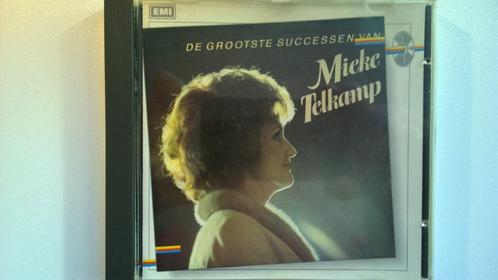 EMI
DE GROOTSTE SUCCESSEN VAN
Mieke
Telkamp